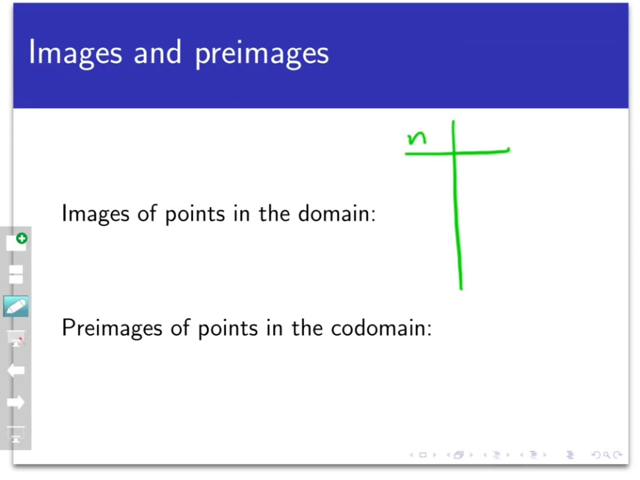 Images and preimages
n
Images of points in the domain:
Preimages of points in the codomain: